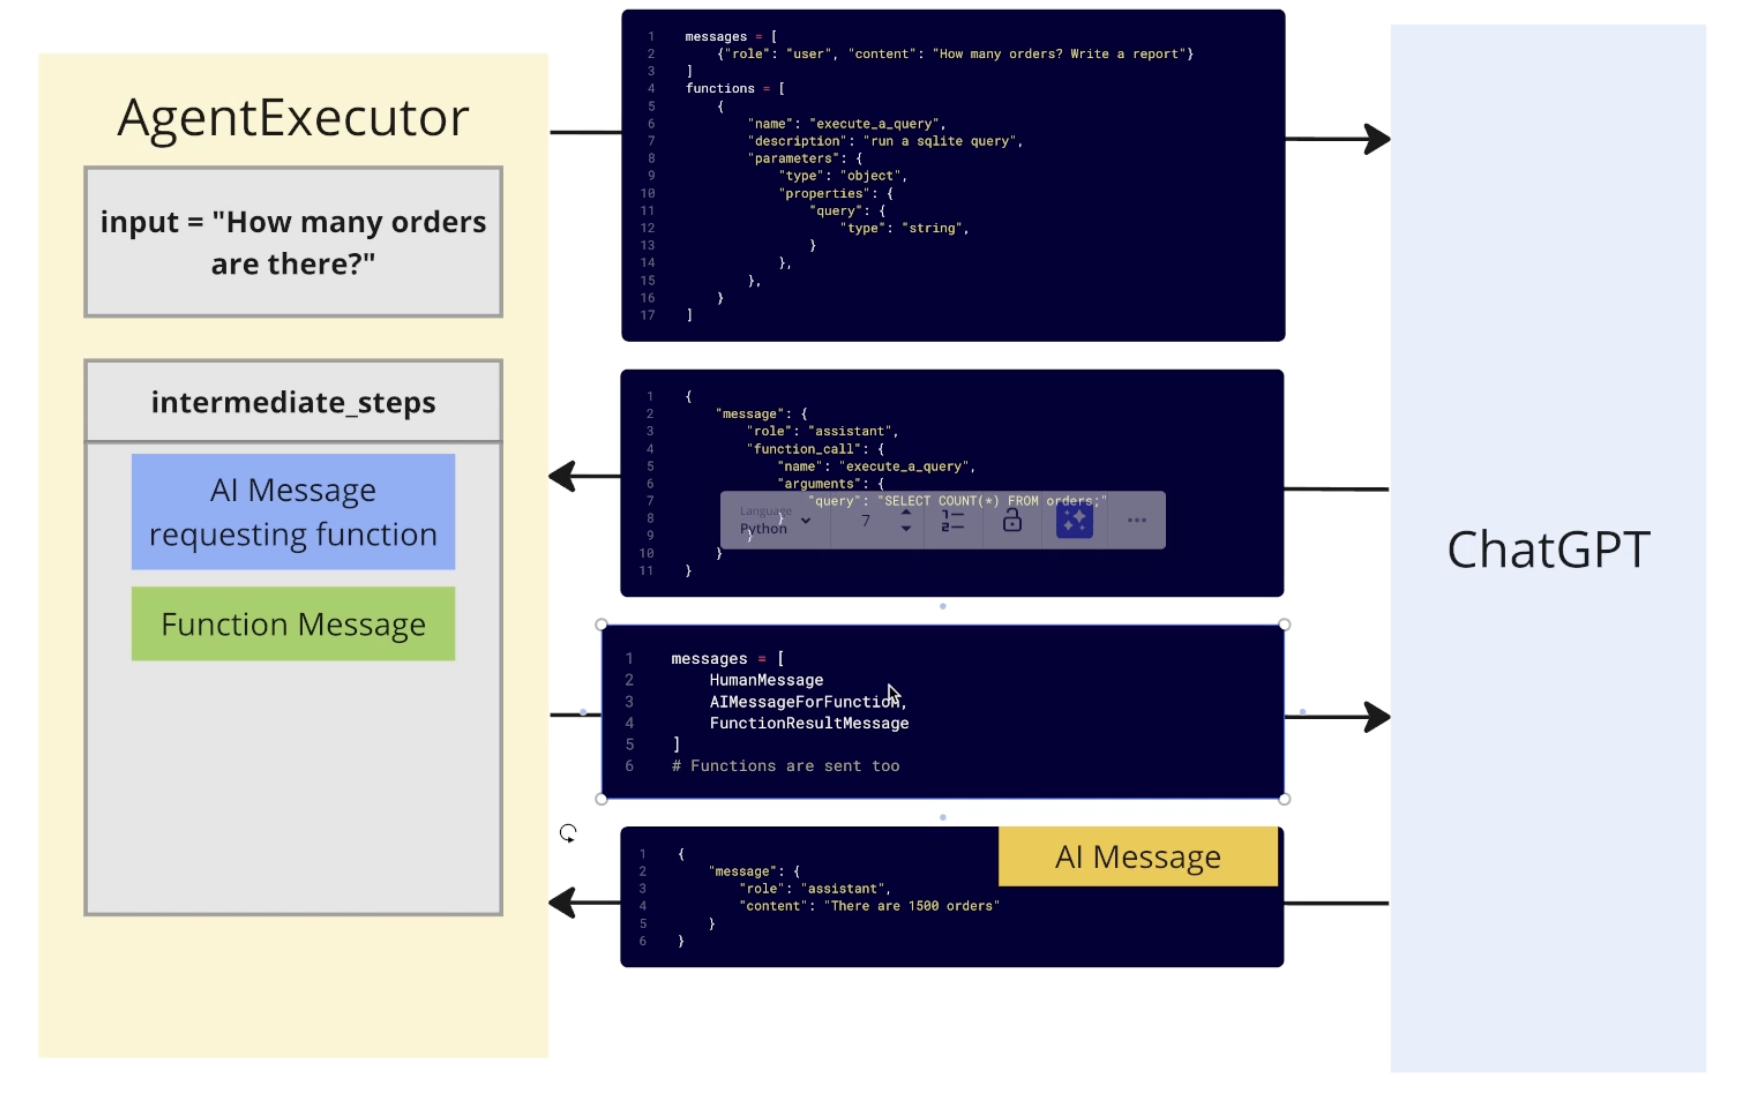 AgentExecutor
input = "How many orders
are there?"
intermediate_steps
AI Message
requesting function
Function Message
1 messages = [
2 {"role": "user", "content": "How many orders? Write a report"}
3 ]
4 functions = [
5 {
6 "name": "execute_a_query",
7 "description": "run a sqlite query",
8 "parameters": {
9 "type": "object",
10 "properties": {
11 "query": {
12 "type": "string",
13 }
14 },
15 },
16 }
17 ]
1 {
2 "message": {
3 "role": "assistant",
4 "function_call": {
5 "name": "execute_a_query",
6 "arguments": {
7 "query": "SELECT COUNT(*) FROM orders;"
8 }
9 }
10 }
11 }
Language
Python
7
1 messages = [
2 HumanMessage
3 AIMessageForFunction,
4 FunctionResultMessage
5 ]
6 # Functions are sent too
AI Message
1 {
2 "message": {
3 "role": "assistant",
4 "content": "There are 1500 orders"
5 }
6 }
ChatGPT